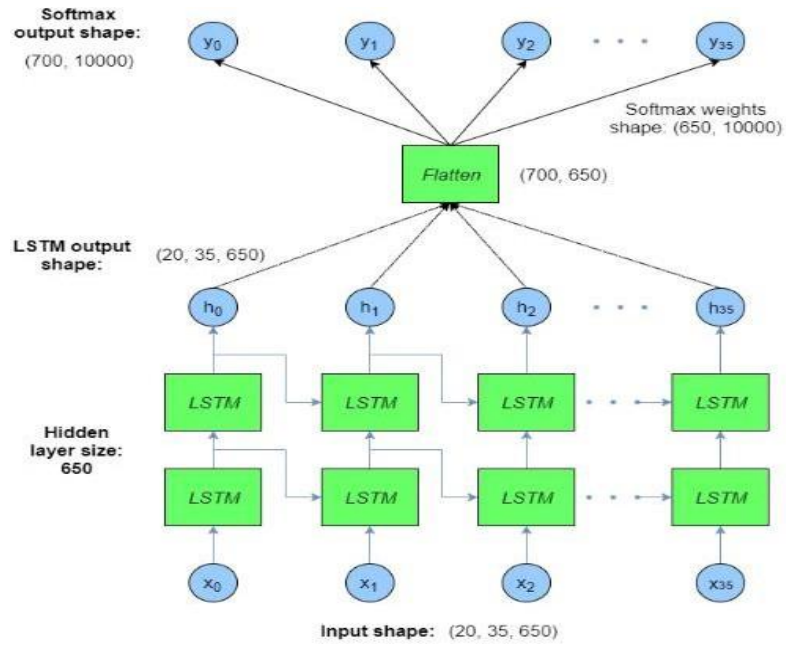 Softmax
output shape:
(700, 10000)
y0 y1 y2 y35
Softmax weights
shape: (650, 10000)
Flatten (700, 650)
LSTM output
shape:
(20, 35, 650)
h0 h1 h2 h35
LSTM LSTM LSTM LSTM
Hidden
layer size:
650
LSTM LSTM LSTM LSTM
x0 x1 x2 x35
Input shape: (20, 35, 650)